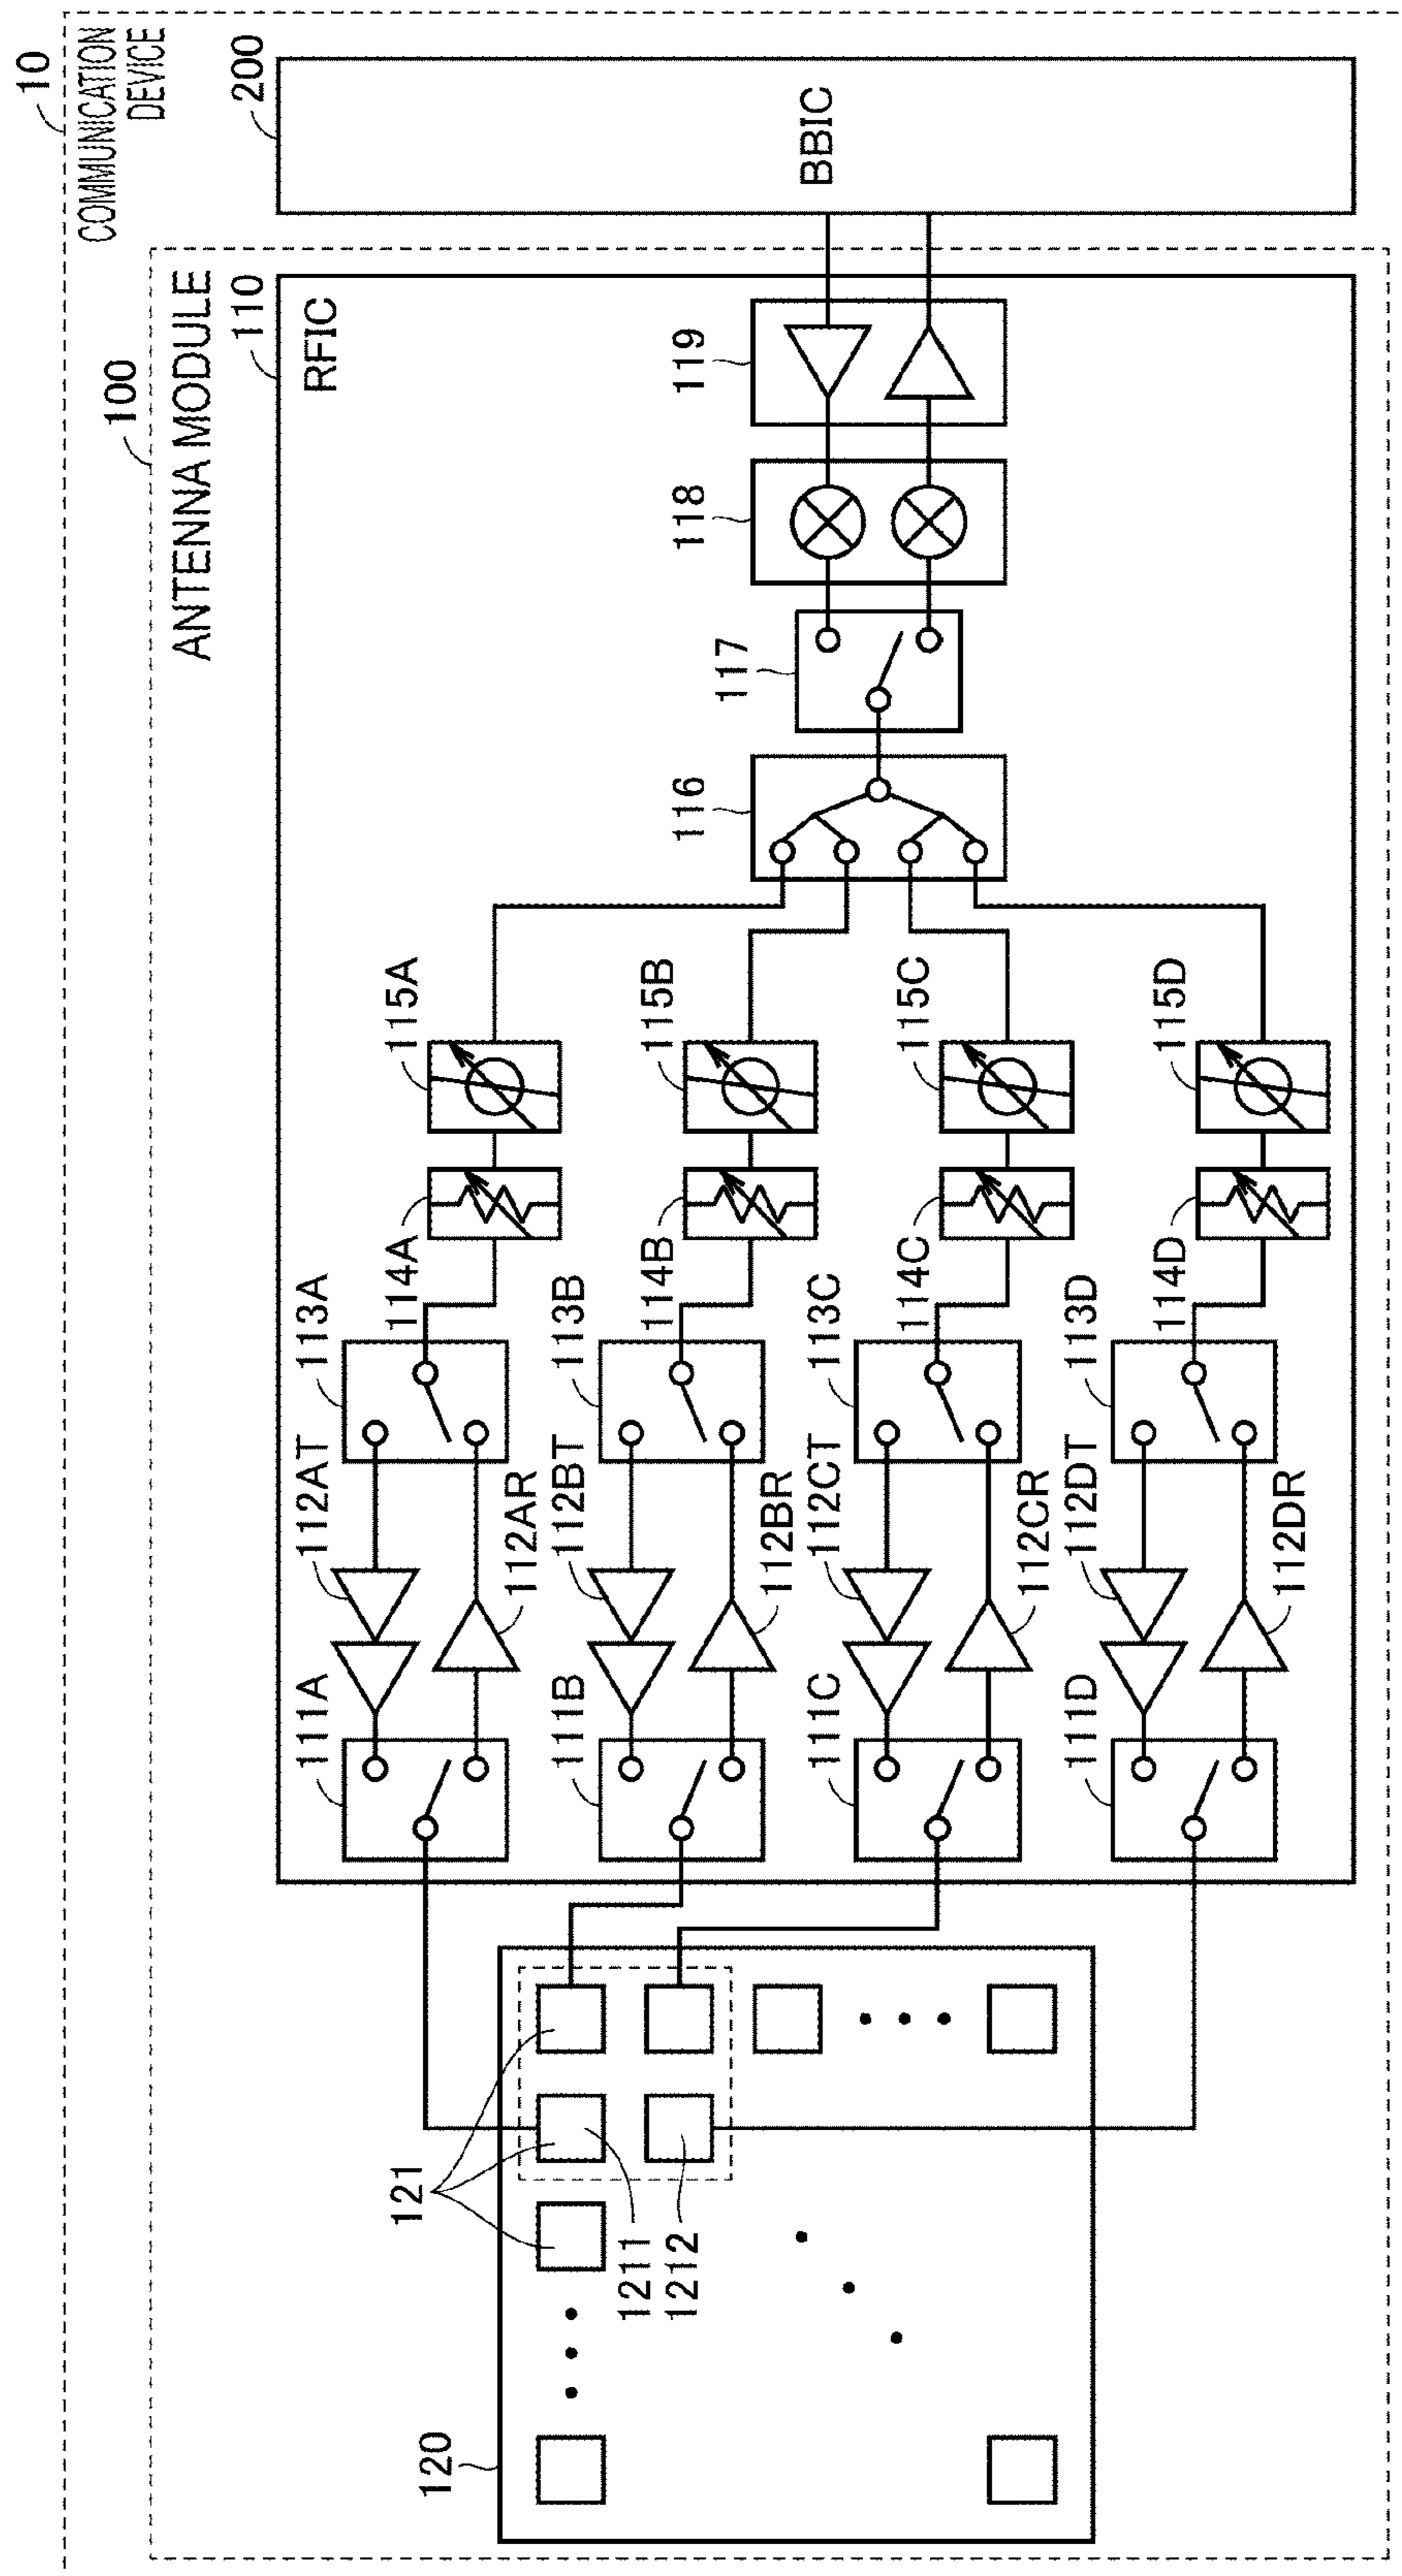 10
COMMUNICATION
DEVICE
200
BBIC
100
ANTENNA MODULE
110
RFIC
119
118
117
116
115A
115B
115C
115D
114A
114B
114C
114D
113A
113B
113C
113D
112AT
112BT
112CT
112DT
112AR
112BR
112CR
112DR
111A
111B
111C
111D
121
1211
1212
120